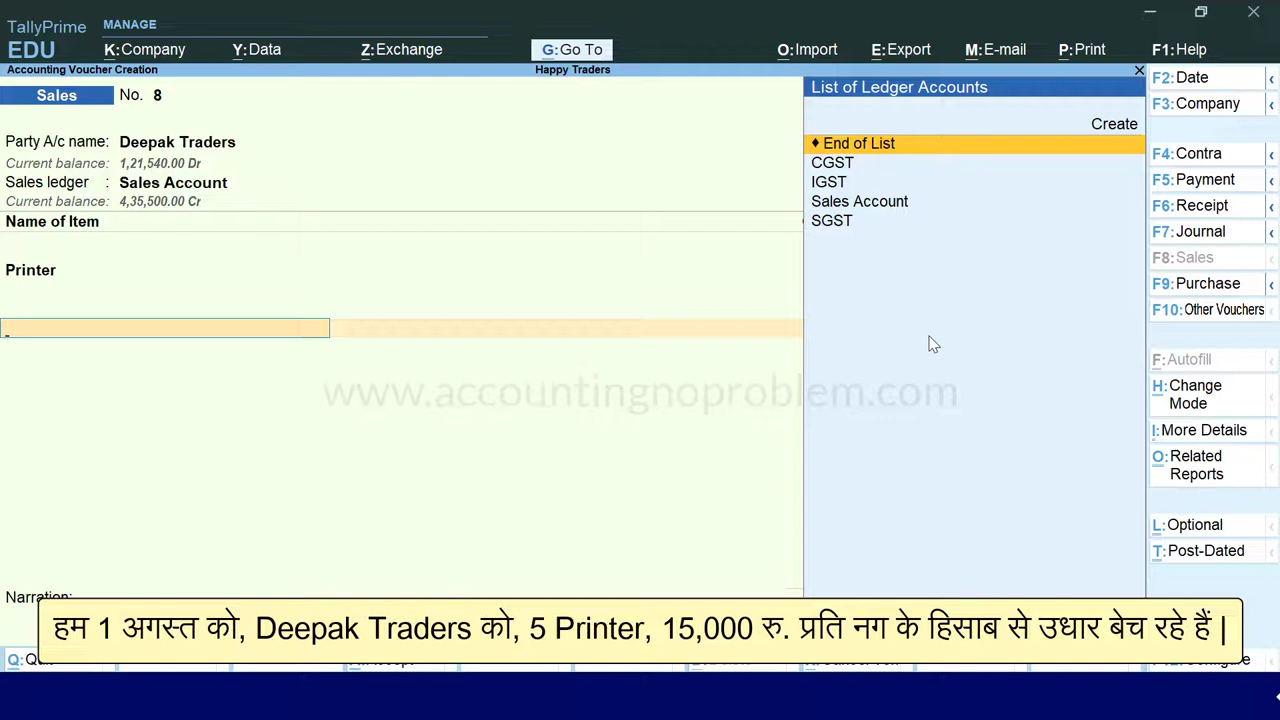 TallyPrime
EDU
MANAGE
K:Company
Y:Data
Z:Exchange
G:Go To
O:Import
E:Export
M:E-mail
P:Print
F1:Help
Accounting Voucher Creation
Happy Traders
Sales No. 8
Party A/c name: Deepak Traders
Current balance: 1,21,540.00 Dr
Sales ledger : Sales Account
Current balance: 4,35,500.00 Cr
Name of Item
Printer
List of Ledger Accounts
Create
♦ End of List
CGST
IGST
Sales Account
SGST
F2:Date
F3:Company
F4:Contra
F5:Payment
F6:Receipt
F7:Journal
F8:Sales
F9:Purchase
F10:Other Vouchers
F:Autofill
H:Change
Mode
I:More Details
O:Related
Reports
L:Optional
T:Post-Dated
www.accountingnoproblem.com
Narration:
हम 1 अगस्त को, Deepak Traders को, 5 Printer, 15,000 रु. प्रति नग के हिसाब से उधार बेच रहे हैं |